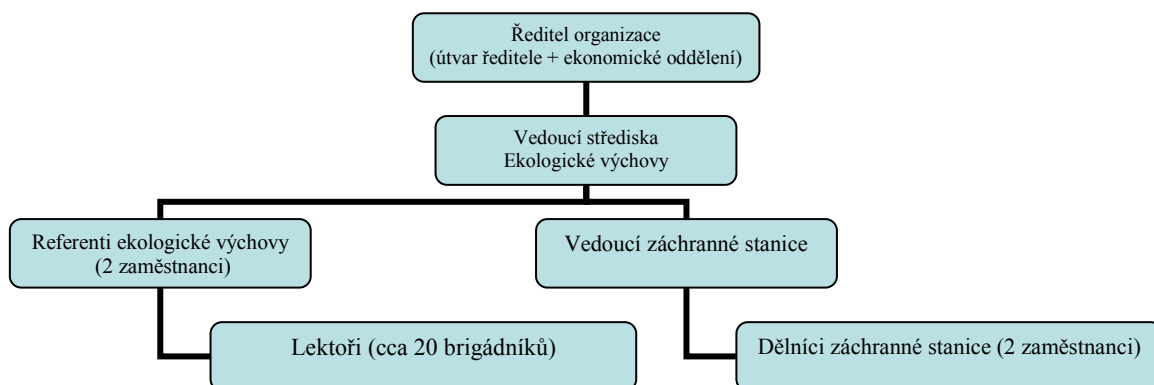 Ředitel organizace
(útvar ředitele + ekonomické oddělení)
Vedoucí střediska
Ekologické výchovy
Referenti ekologické výchovy
(2 zaměstnanci)
Vedoucí záchranné stanice
Lektoři (cca 20 brigádníků)
Dělníci záchranné stanice (2 zaměstnanci)